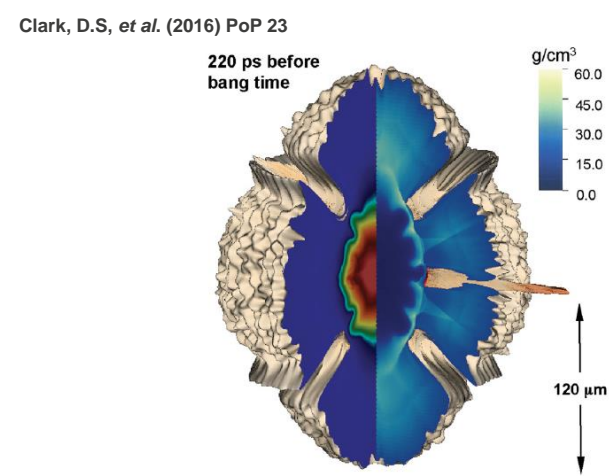 Clark, D.S, et al. (2016) PoP 23
220 ps before
bang time
g/cm³
60.0
45.0
30.0
15.0
0.0
120 μm